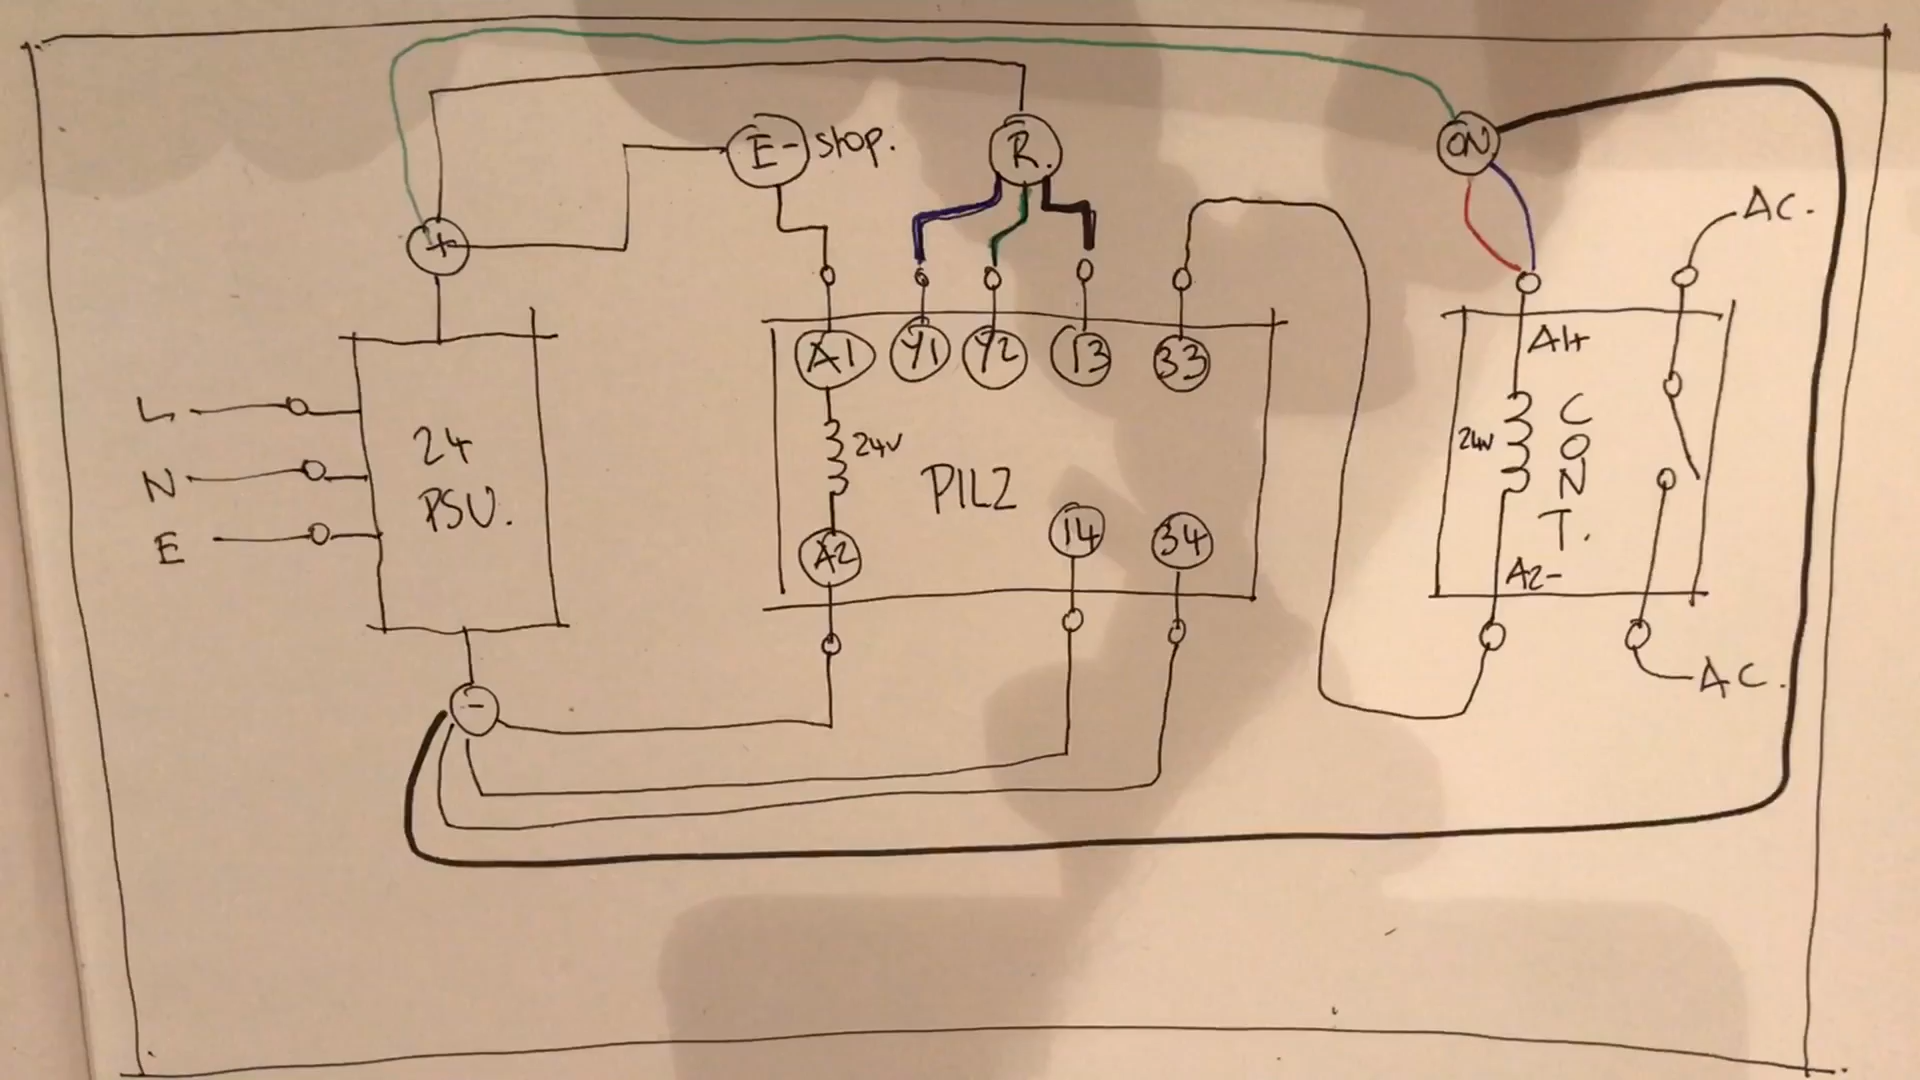 E- stop.
R.
ON
AC.
+
A1
Y1
Y2
13
33
A1+
L
24
PSU.
24v
PILZ
24v
CONT.
N
E
A2
14
34
A2-
-
AC.